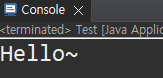 Console
<terminated> Test [Java Applic
Hello~